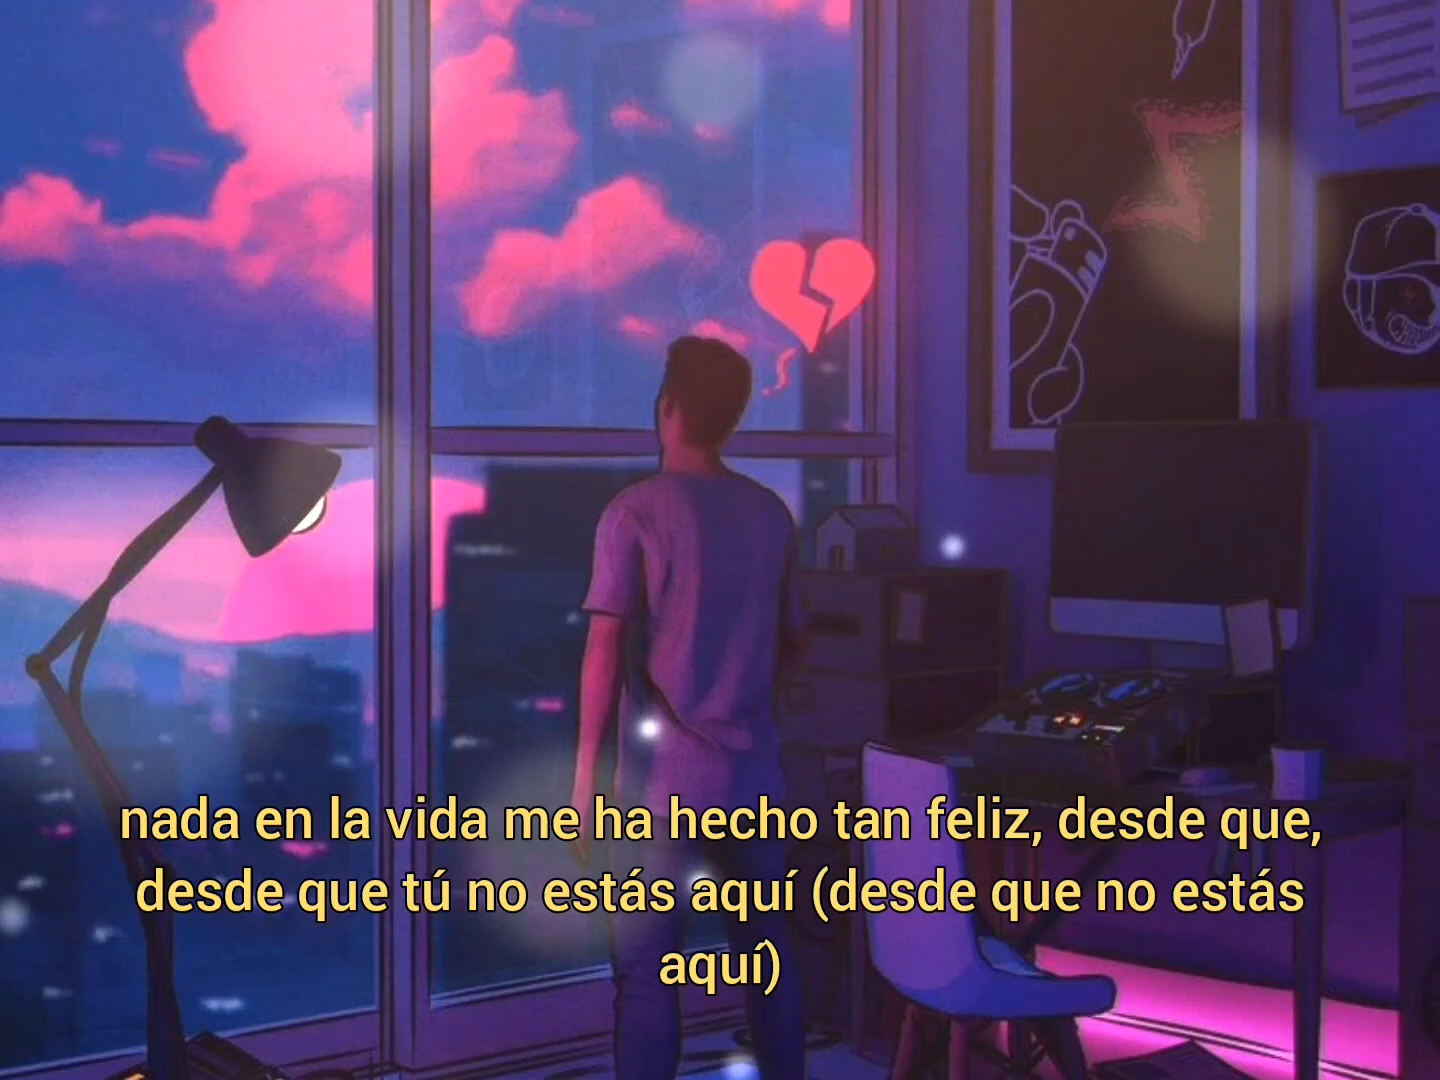 nada en la vida me ha hecho tan feliz, desde que,
desde que tú no estás aquí (desde que no estás
aquí)